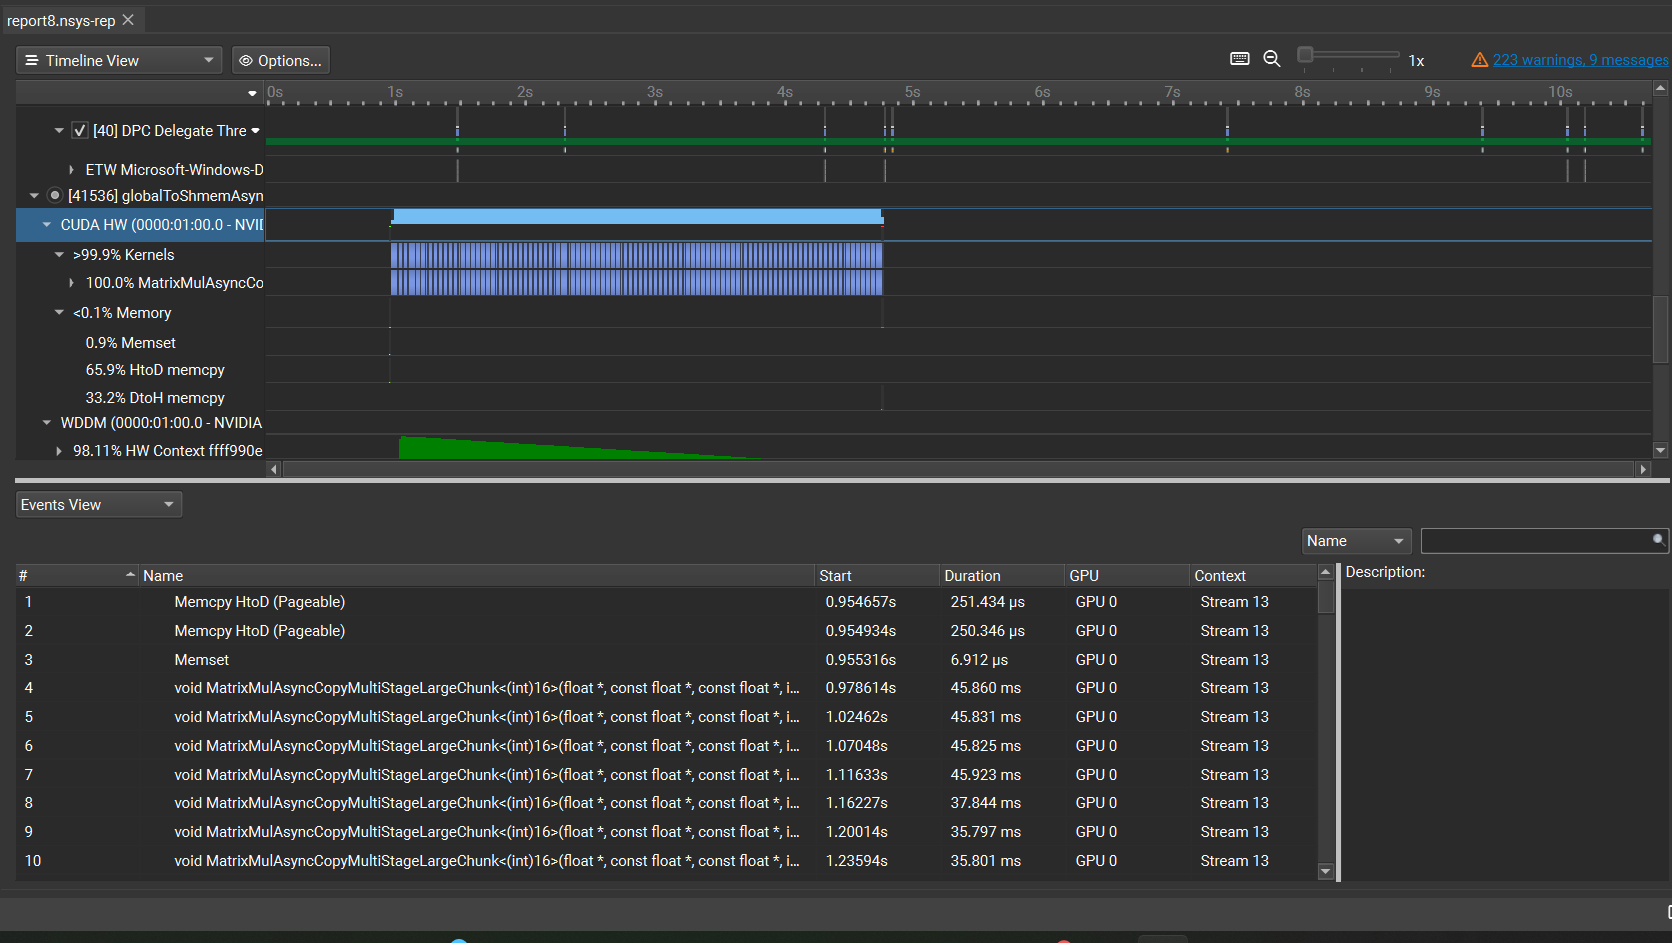 report8.nsys-rep
Timeline View
Options...
1x
223 warnings, 9 messages
0s 1s 2s 3s 4s 5s 6s 7s 8s 9s 10s
[40] DPC Delegate Thre
ETW Microsoft-Windows-D
[41536] globalToShmemAsyn
CUDA HW (0000:01:00.0 - NVID
>99.9% Kernels
100.0% MatrixMulAsyncCo
<0.1% Memory
0.9% Memset
65.9% HtoD memcpy
33.2% DtoH memcpy
WDDM (0000:01:00.0 - NVIDIA
98.11% HW Context ffff990e
Events View
Name
# Name Start Duration GPU Context
Description:
1 Memcpy HtoD (Pageable) 0.954657s 251.434 μs GPU 0 Stream 13
2 Memcpy HtoD (Pageable) 0.954934s 250.346 μs GPU 0 Stream 13
3 Memset 0.955316s 6.912 μs GPU 0 Stream 13
4 void MatrixMulAsyncCopyMultiStageLargeChunk<(int)16>(float *, const float *, const float *, i... 0.978614s 45.860 ms GPU 0 Stream 13
5 void MatrixMulAsyncCopyMultiStageLargeChunk<(int)16>(float *, const float *, const float *, i... 1.02462s 45.831 ms GPU 0 Stream 13
6 void MatrixMulAsyncCopyMultiStageLargeChunk<(int)16>(float *, const float *, const float *, i... 1.07048s 45.825 ms GPU 0 Stream 13
7 void MatrixMulAsyncCopyMultiStageLargeChunk<(int)16>(float *, const float *, const float *, i... 1.11633s 45.923 ms GPU 0 Stream 13
8 void MatrixMulAsyncCopyMultiStageLargeChunk<(int)16>(float *, const float *, const float *, i... 1.16227s 37.844 ms GPU 0 Stream 13
9 void MatrixMulAsyncCopyMultiStageLargeChunk<(int)16>(float *, const float *, const float *, i... 1.20014s 35.797 ms GPU 0 Stream 13
10 void MatrixMulAsyncCopyMultiStageLargeChunk<(int)16>(float *, const float *, const float *, i... 1.23594s 35.801 ms GPU 0 Stream 13